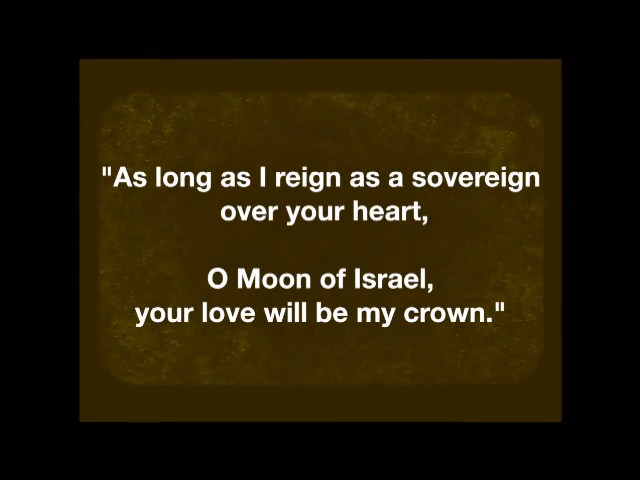 "As long as I reign as a sovereign
over your heart,
O Moon of Israel,
your love will be my crown."